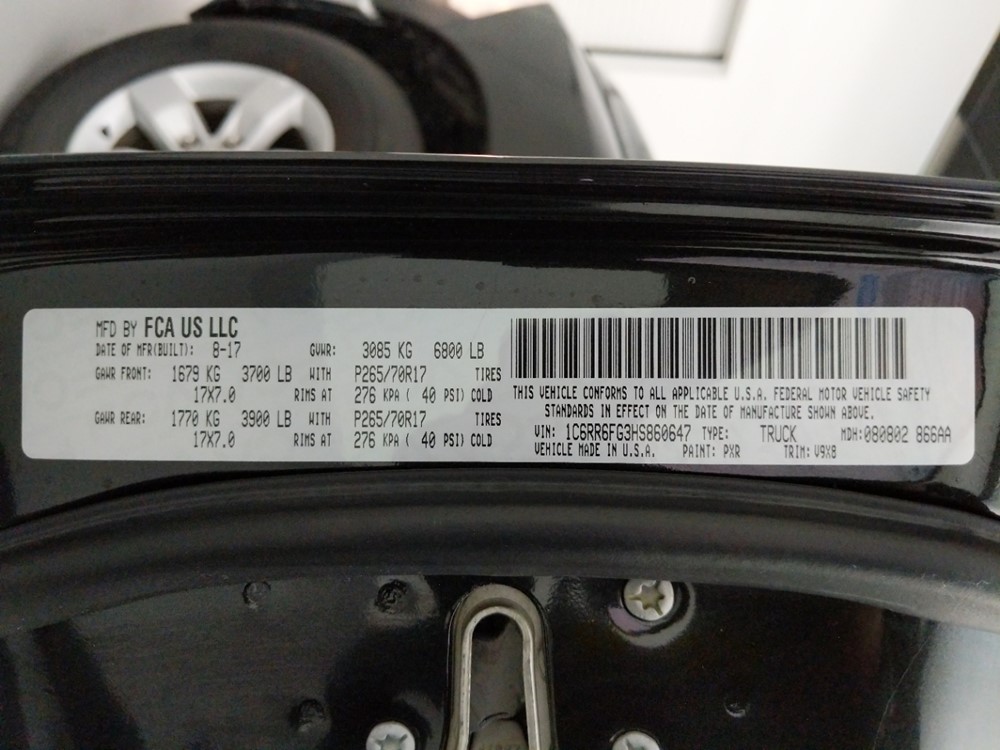 MFD BY FCA US LLC
DATE OF MFR(BUILT): 8-17 GVWR: 3085 KG 6800 LB
GAWR FRONT: 1679 KG 3700 LB WITH P265/70R17 TIRES
17X7.0 RIMS AT 276 KPA ( 40 PSI) COLD
GAWR REAR: 1770 KG 3900 LB WITH P265/70R17 TIRES
17X7.0 RIMS AT 276 KPA ( 40 PSI) COLD
THIS VEHICLE CONFORMS TO ALL APPLICABLE U.S.A. FEDERAL MOTOR VEHICLE SAFETY
STANDARDS IN EFFECT ON THE DATE OF MANUFACTURE SHOWN ABOVE.
VIN: 1C6RR6FG3HS860647 TYPE: TRUCK MDH:080802 866AA
VEHICLE MADE IN U.S.A. PAINT: PXR TRIM: V9X8